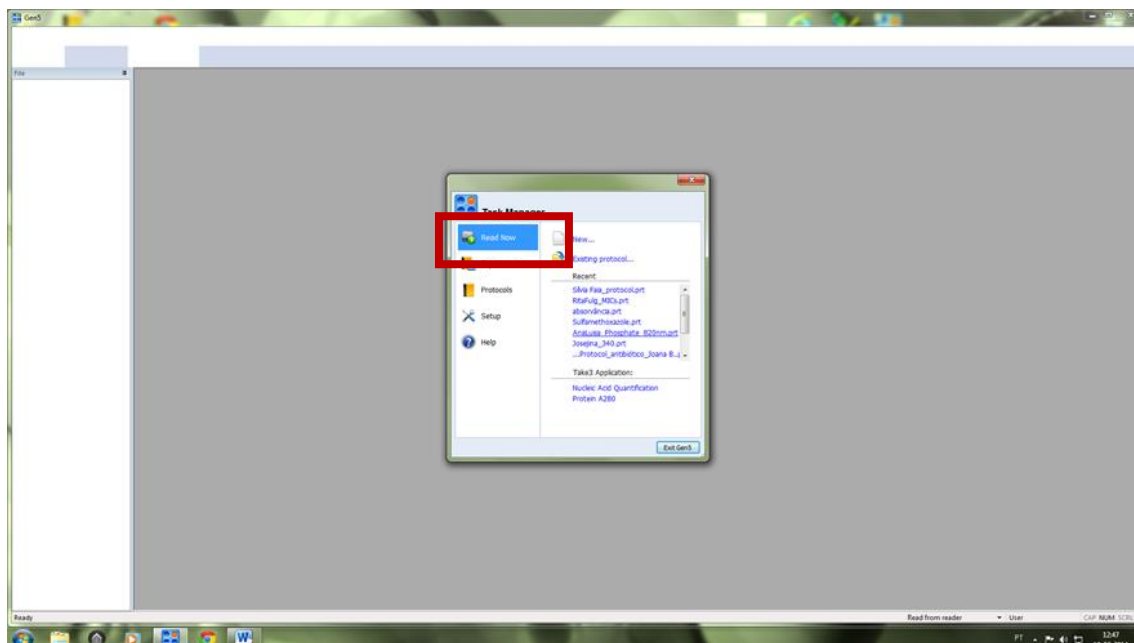 Gen5
File
Task Manager
Read Now
New...
Existing protocol...
Recent
Protocols
Silvia Faia_protocol.prt
RitaFulg_MICs.prt
absorvância.prt
Setup
Sulfamethoxazole.prt
AnaLuisa_Phosphate_820nm.prt
Help
Josejina_340.prt
...Protocol_antibiótico_Joana B..
Take3 Application:
Nucleic Acid Quantification
Protein A280
Exit Gen5
Ready
Read from reader
User
CAP NUM SCRL
PT
12:47